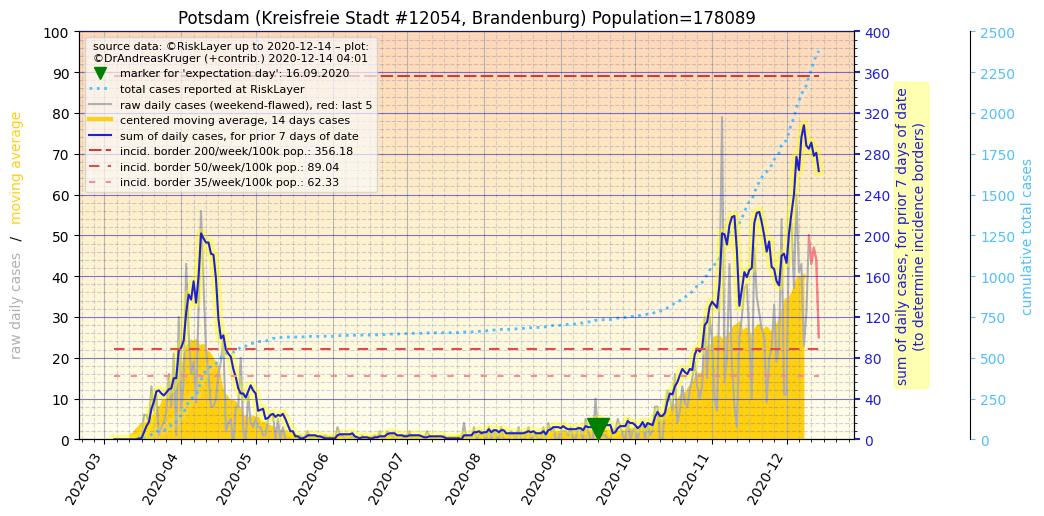 Potsdam (Kreisfreie Stadt #12054, Brandenburg) Population=178089
source data: ©RiskLayer up to 2020-12-14 – plot:
©DrAndreasKruger (+contrib.) 2020-12-14 04:01
marker for 'expectation day': 16.09.2020
total cases reported at RiskLayer
raw daily cases (weekend-flawed), red: last 5
centered moving average, 14 days cases
sum of daily cases, for prior 7 days of date
incid. border 200/week/100k pop.: 356.18
incid. border 50/week/100k pop.: 89.04
incid. border 35/week/100k pop.: 62.33
raw daily cases / moving average
100
90
80
70
60
50
40
30
20
10
0
2020-03
2020-04
2020-05
2020-06
2020-07
2020-08
2020-09
2020-10
2020-11
2020-12
400
360
320
280
240
200
160
120
80
40
0
sum of daily cases, for prior 7 days of date
(to determine incidence borders)
2500
2250
2000
1750
1500
1250
1000
750
500
250
0
cumulative total cases